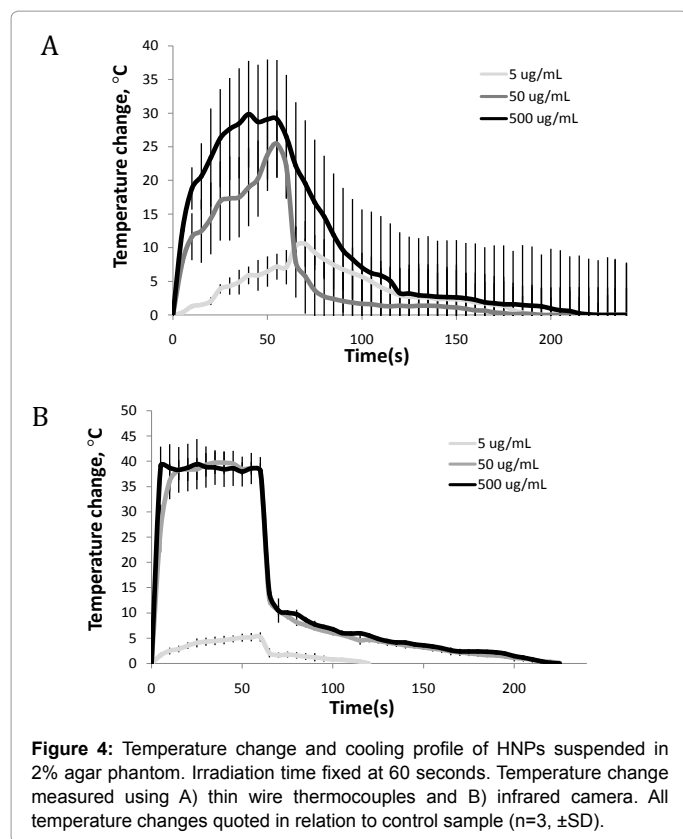 A
40
35
30
25
20
15
10
5
0
Temperature change, °C
5 ug/mL
50 ug/mL
500 ug/mL
0 50 100 150 200
Time(s)
B
50
45
40
35
30
25
20
15
10
5
0
Temperature change, °C
5 ug/mL
50 ug/mL
500 ug/mL
0 50 100 150 200
Time(s)
Figure 4: Temperature change and cooling profile of HNPs suspended in
2% agar phantom. Irradiation time fixed at 60 seconds. Temperature change
measured using A) thin wire thermocouples and B) infrared camera. All
temperature changes quoted in relation to control sample (n=3, ±SD).